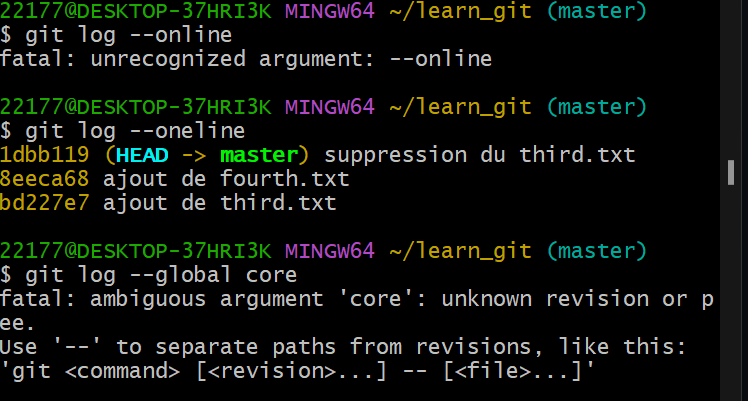 22177@DESKTOP-37HRI3K MINGW64 ~/learn_git (master)
$ git log --online
fatal: unrecognized argument: --online
22177@DESKTOP-37HRI3K MINGW64 ~/learn_git (master)
$ git log --oneline
1dbb119 (HEAD -> master) suppression du third.txt
8eeca68 ajout de fourth.txt
bd227e7 ajout de third.txt
22177@DESKTOP-37HRI3K MINGW64 ~/learn_git (master)
$ git log --global core
fatal: ambiguous argument 'core': unknown revision or p
ee.
Use '--' to separate paths from revisions, like this:
'git <command> [<revision>...] -- [<file>...]'